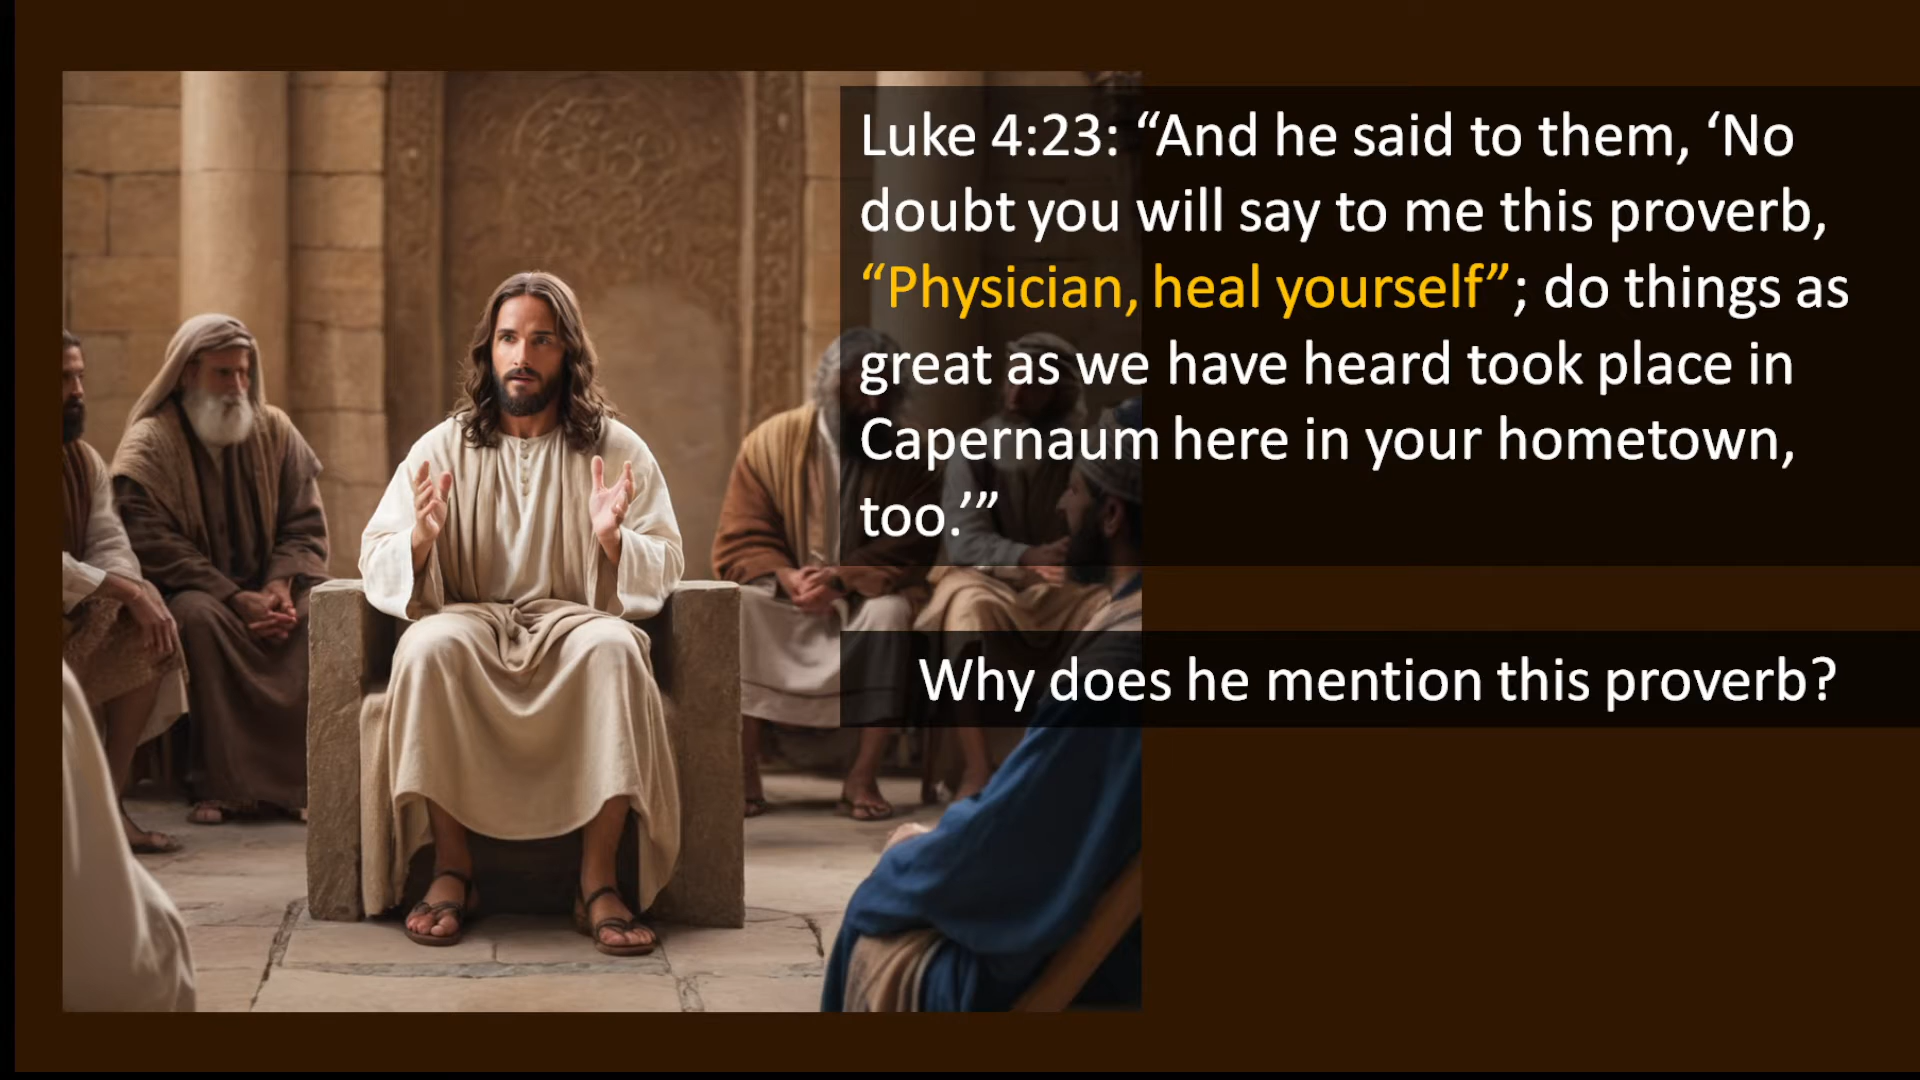 Luke 4:23: “And he said to them, ‘No
doubt you will say to me this proverb,
“Physician, heal yourself”; do things as
great as we have heard took place in
Capernaum here in your hometown,
too.’”
Why does he mention this proverb?